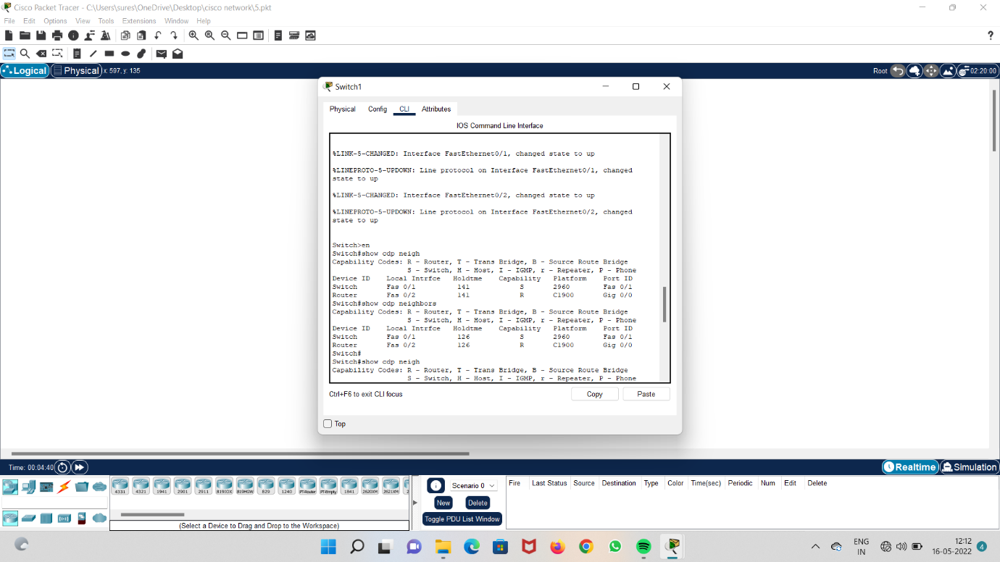 Cisco Packet Tracer - C:\Users\sures\OneDrive\Desktop\cisco network\5.pkt
File Edit Options View Tools Extensions Window Help
?
Logical Physical x: 597, y: 135 Root 02:20:00
Switch1
Physical Config CLI Attributes
IOS Command Line Interface
%LINK-5-CHANGED: Interface FastEthernet0/1, changed state to up
%LINEPROTO-5-UPDOWN: Line protocol on Interface FastEthernet0/1, changed
state to up
%LINK-5-CHANGED: Interface FastEthernet0/2, changed state to up
%LINEPROTO-5-UPDOWN: Line protocol on Interface FastEthernet0/2, changed
state to up
Switch>en
Switch#show cdp neigh
Capability Codes: R - Router, T - Trans Bridge, B - Source Route Bridge
S - Switch, H - Host, I - IGMP, r - Repeater, P - Phone
Device ID Local Intrfce Holdtme Capability Platform Port ID
Switch Fas 0/1 141 S 2960 Fas 0/1
Router Fas 0/2 141 R C1900 Gig 0/0
Switch#show cdp neighbors
Capability Codes: R - Router, T - Trans Bridge, B - Source Route Bridge
S - Switch, H - Host, I - IGMP, r - Repeater, P - Phone
Device ID Local Intrfce Holdtme Capability Platform Port ID
Switch Fas 0/1 126 S 2960 Fas 0/1
Router Fas 0/2 126 R C1900 Gig 0/0
Switch#
Switch#show cdp neigh
Capability Codes: R - Router, T - Trans Bridge, B - Source Route Bridge
S - Switch, H - Host, I - IGMP, r - Repeater, P - Phone
Ctrl+F6 to exit CLI focus Copy Paste
Top
Time: 00:04:40 Realtime Simulation
4331 4321 1941 2901 2911 819IOX 819HGW 829 1240 PT-Router PT-Empty 1841 2620XM 2621XM 2
(Select a Device to Drag and Drop to the Workspace)
Scenario 0
New Delete
Toggle PDU List Window
Fire Last Status Source Destination Type Color Time(sec) Periodic Num Edit Delete
ENG
IN
12:12
16-05-2022
4